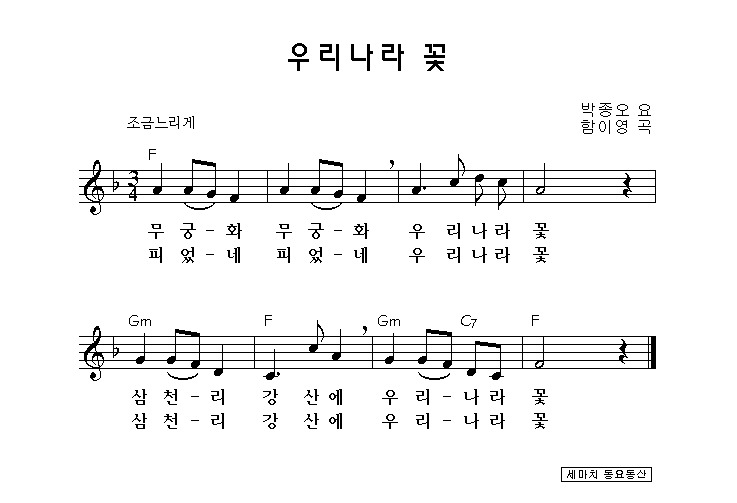 우리나라 꽃
박종오 요
조금느리게
함이영 곡
F
3
4
무 궁 - 화 무 궁 - 화 우 리 나 라 꽃
피 었 - 네 피 었 - 네 우 리 나 라 꽃
Gm F Gm C7 F
삼 천 - 리 강 산 에 우 리 - 나 라 꽃
삼 천 - 리 강 산 에 우 리 - 나 라 꽃
세마치 동요동산